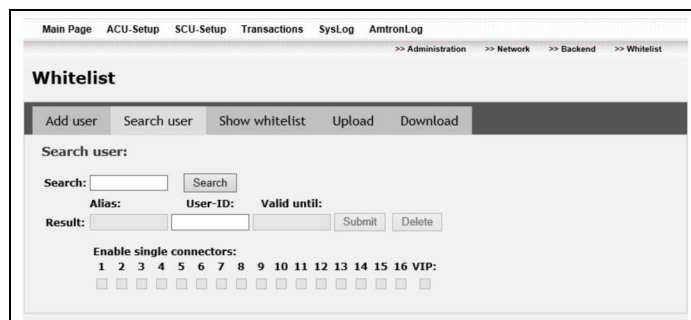 Main Page ACU-Setup SCU-Setup Transactions SysLog AmtronLog
>> Administration >> Network >> Backend >> Whitelist
Whitelist
Add user Search user Show whitelist Upload Download
Search user:
Search: Search
Alias: User-ID: Valid until:
Result: Submit Delete
Enable single connectors:
1 2 3 4 5 6 7 8 9 10 11 12 13 14 15 16 VIP: